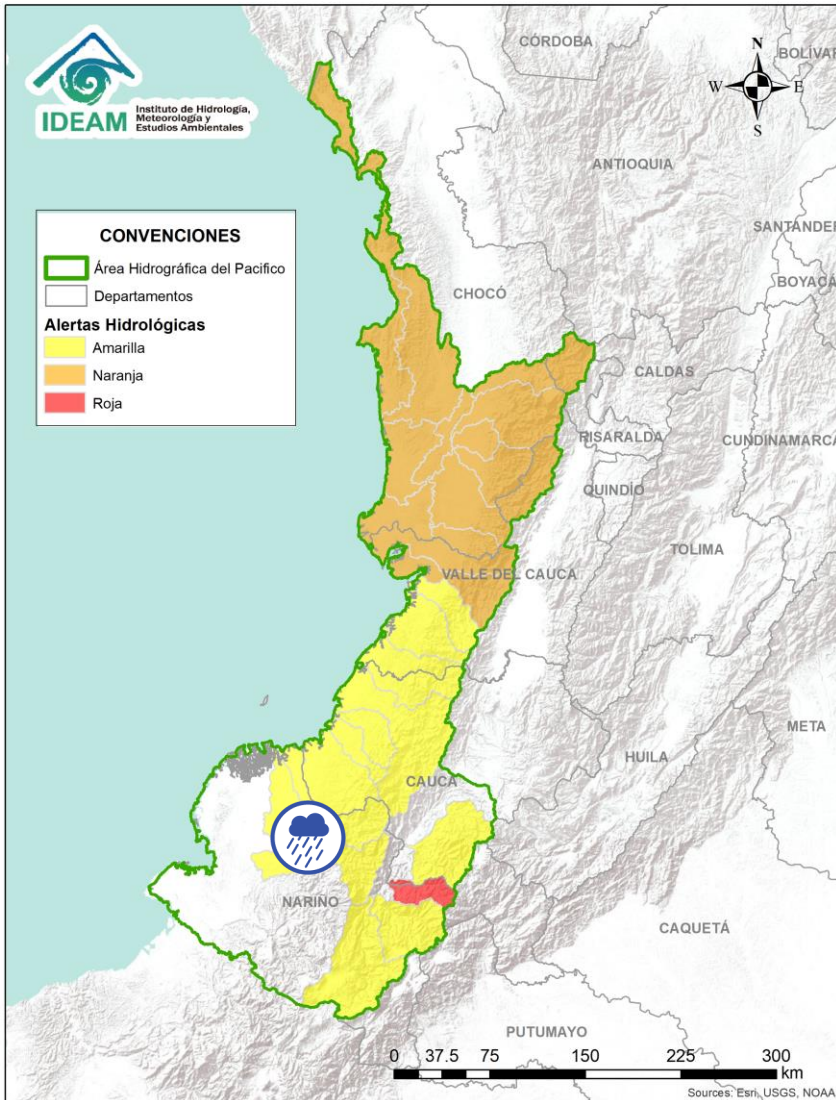 IDEAM
Instituto de Hidrología,
Meteorología y
Estudios Ambientales
CÓRDOBA
BOLÍVAR
N
W
E
S
ANTIOQUIA
SANTANDER
BOYACÁ
CONVENCIONES
Área Hidrográfica del Pacifico
Departamentos
Alertas Hidrológicas
Amarilla
Naranja
Roja
CHOCÓ
CALDAS
RISARALDA
CUNDINAMARCA
QUINDÍO
TOLIMA
VALLE DEL CAUCA
META
HUILA
CAUCA
NARIÑO
CAQUETÁ
PUTUMAYO
0 37.5 75 150 225 300
km
Sources: Esri, USGS, NOAA